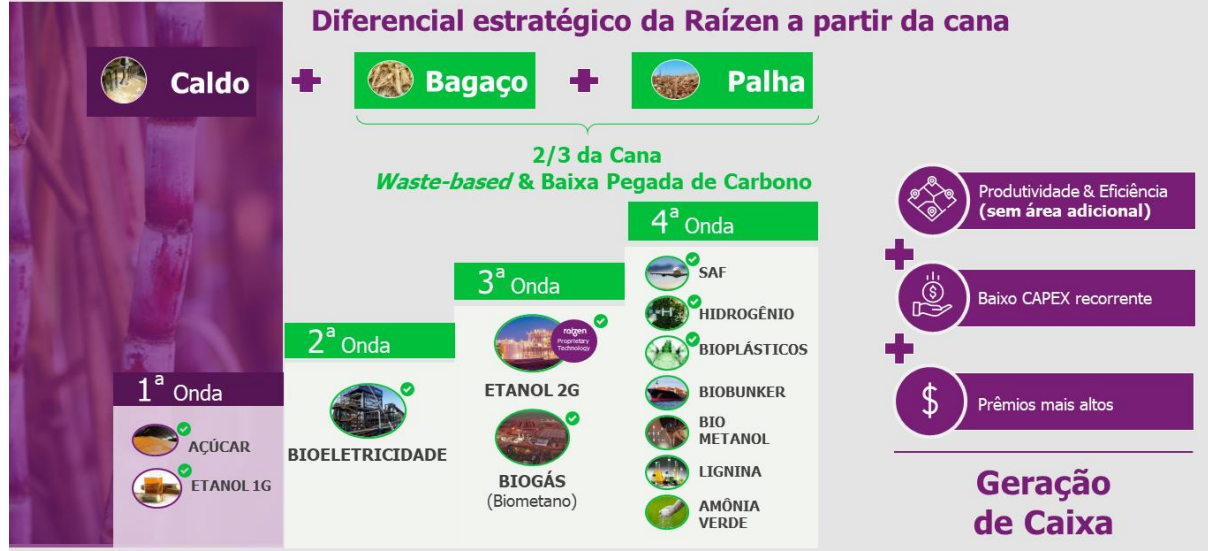 Diferencial estratégico da Raízen a partir da cana
Caldo + Bagaço + Palha
2/3 da Cana
Waste-based & Baixa Pegada de Carbono
1ª Onda
AÇÚCAR
ETANOL 1G
2ª Onda
BIOELETRICIDADE
3ª Onda
raízen
Proprietary
Technology
ETANOL 2G
BIOGÁS
(Biometano)
4ª Onda
SAF
H
HIDROGÊNIO
BIOPLÁSTICOS
BIOBUNKER
BIO
METANOL
LIGNINA
AMÔNIA
VERDE
Produtividade & Eficiência
(sem área adicional)
+
$
Baixo CAPEX recorrente
+
$
Prêmios mais altos
Geração
de Caixa